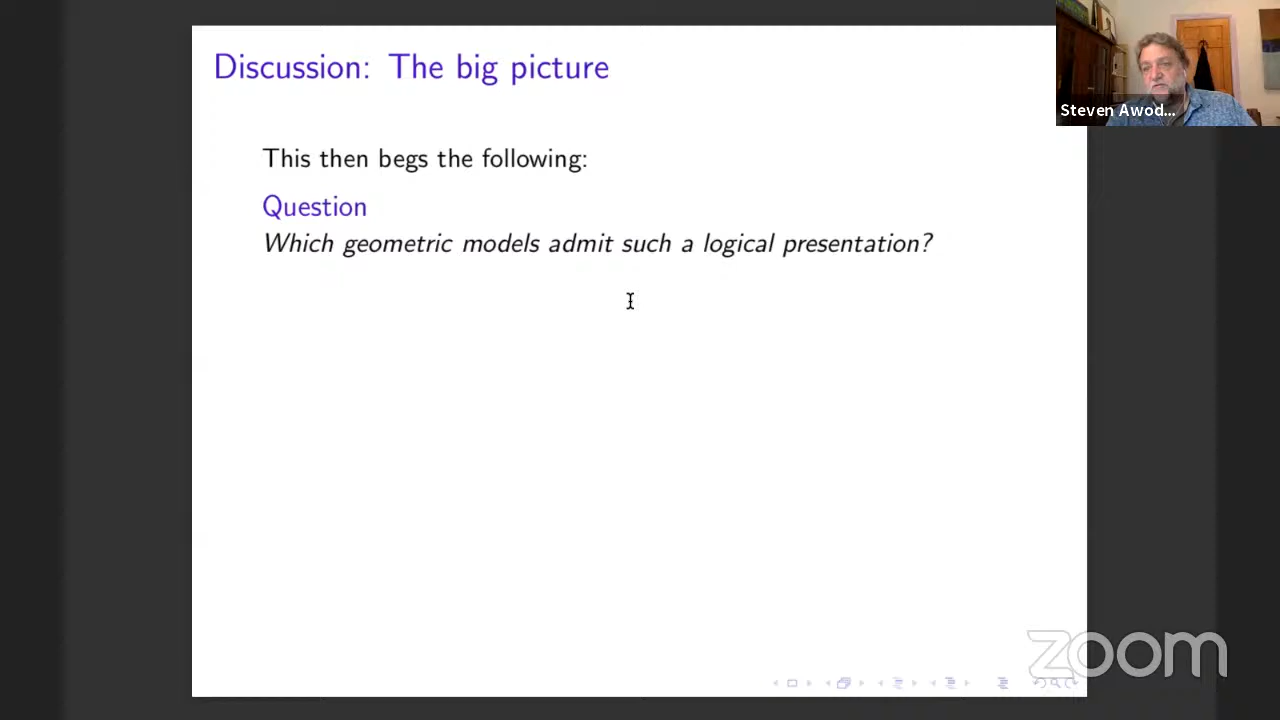 Discussion: The big picture
Steven Awod...
This then begs the following:
Question
Which geometric models admit such a logical presentation?
zoom